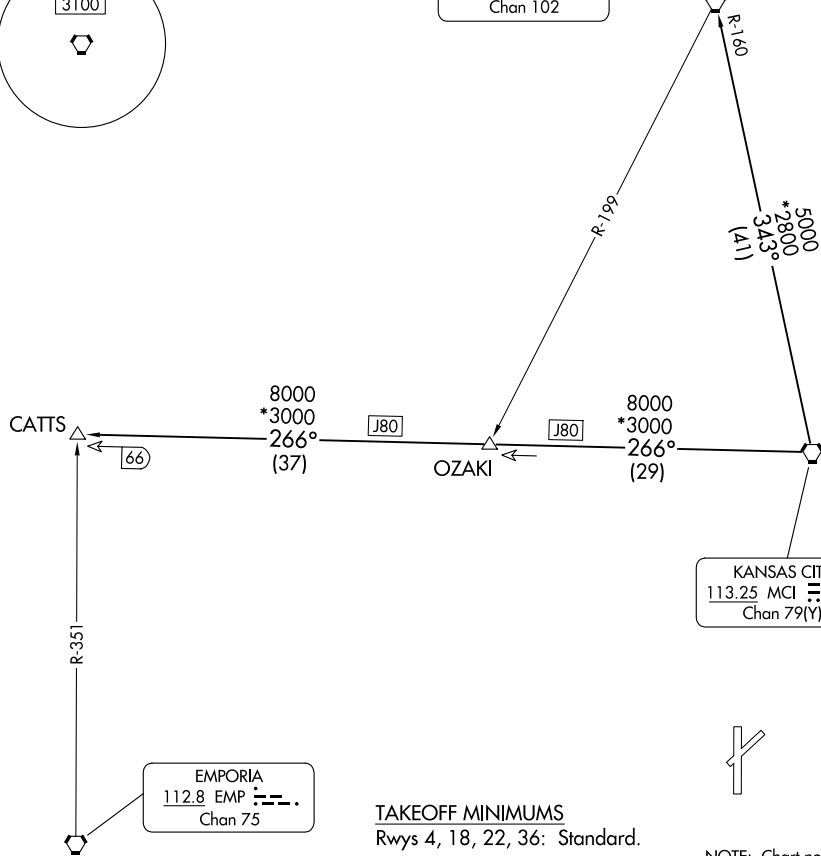 3100
Chan 102
R-160
5000
*2800
343°
(41)
R-199
CATTS
8000
*3000
266°
(37)
J80
66
J80
8000
*3000
266°
(29)
OZAKI
KANSAS
113.25 MCI
Chan 79(Y)
R-351
EMPORIA
112.8 EMP
Chan 75
TAKEOFF MINIMUMS
Rwys 4, 18, 22, 36: Standard.
NOTE: Chart